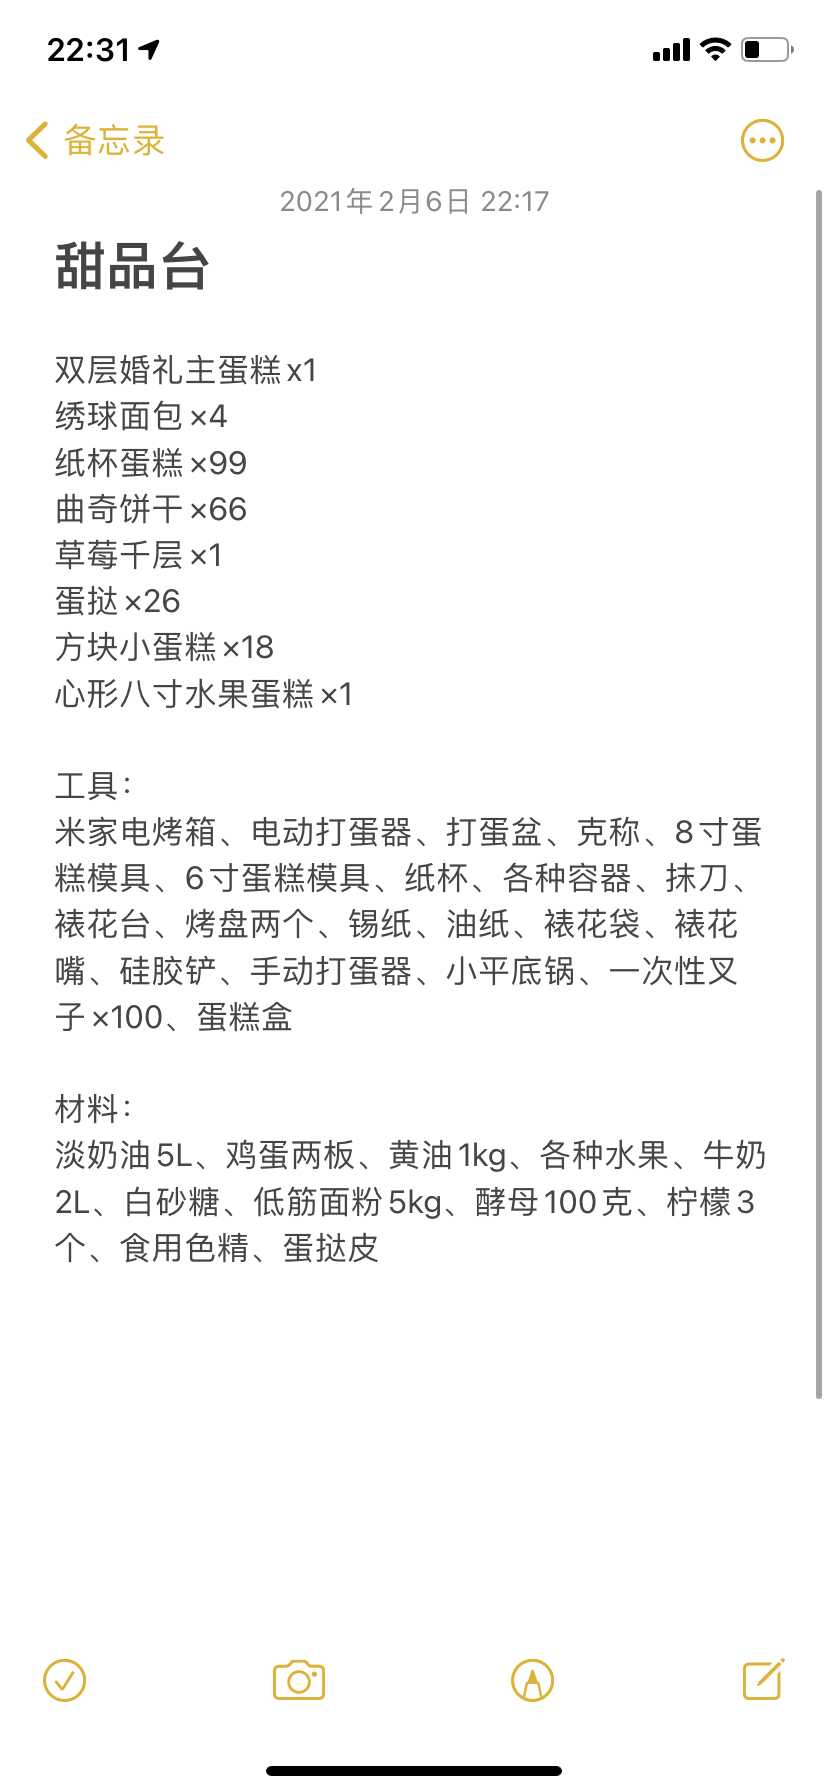 22:31
备忘录
2021年2月6日 22:17
甜品台
双层婚礼主蛋糕x1
绣球面包×4
纸杯蛋糕×99
曲奇饼干×66
草莓千层×1
蛋挞×26
方块小蛋糕×18
心形八寸水果蛋糕×1
工具：
米家电烤箱、电动打蛋器、打蛋盆、克称、8寸蛋
糕模具、6寸蛋糕模具、纸杯、各种容器、抹刀、
裱花台、烤盘两个、锡纸、油纸、裱花袋、裱花
嘴、硅胶铲、手动打蛋器、小平底锅、一次性叉
子×100、蛋糕盒
材料：
淡奶油5L、鸡蛋两板、黄油1kg、各种水果、牛奶
2L、白砂糖、低筋面粉5kg、酵母100克、柠檬3
个、食用色精、蛋挞皮